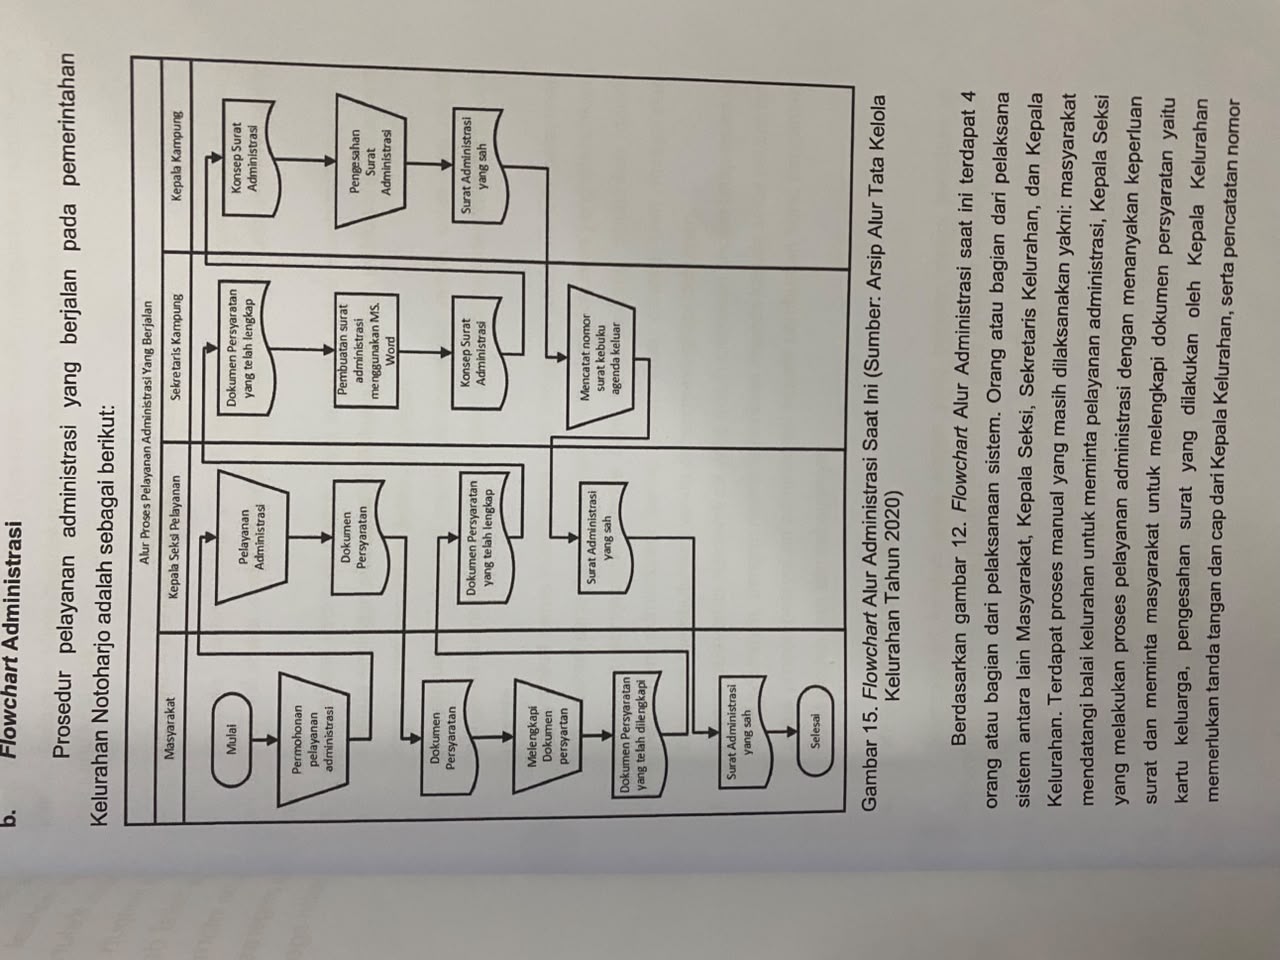 b. Flowchart Administrasi
Prosedur pelayanan administrasi yang berjalan pada pemerintahan
Kelurahan Notoharjo adalah sebagai berikut:
Alur Proses Pelayanan Administrasi Yang Berjalan
Masyarakat
Kepala Seksi Pelayanan
Sekretaris Kampung
Kepala Kampung
Mulai
Permohonan
pelayanan
administrasi
Dokumen
Persyaratan
Melengkapi
Dokumen
persyartan
Dokumen Persyaratan
yang telah dilengkapi
Surat Administrasi
yang sah
Selesai
Pelayanan
Administrasi
Dokumen
Persyaratan
Dokumen Persyaratan
yang telah lengkap
Surat Administrasi
yang sah
Dokumen Persyaratan
yang telah lengkap
Pembuatan surat
administrasi
menggunakan MS.
Word
Konsep Surat
Administrasi
Mencatat nomor
surat kebuku
agenda keluar
Konsep Surat
Administrasi
Pengesahan
Surat
Administrasi
Surat Administrasi
yang sah
Gambar 15. Flowchart Alur Administrasi Saat Ini (Sumber: Arsip Alur Tata Kelola
Kelurahan Tahun 2020)
Berdasarkan gambar 12. Flowchart Alur Administrasi saat ini terdapat 4
orang atau bagian dari pelaksanaan sistem. Orang atau bagian dari pelaksana
sistem antara lain Masyarakat, Kepala Seksi, Sekretaris Kelurahan, dan Kepala
Kelurahan. Terdapat proses manual yang masih dilaksanakan yakni: masyarakat
mendatangi balai kelurahan untuk meminta pelayanan administrasi, Kepala Seksi
yang melakukan proses pelayanan administrasi dengan menanyakan keperluan
surat dan meminta masyarakat untuk melengkapi dokumen persyaratan yaitu
kartu keluarga, pengesahan surat yang dilakukan oleh Kepala Kelurahan
memerlukan tanda tangan dan cap dari Kepala Kelurahan, serta pencatatan nomor